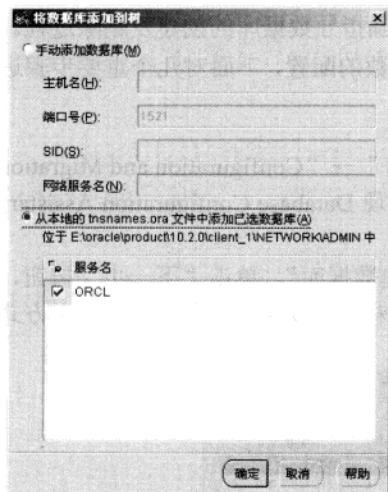 将数据库添加到树
手动添加数据库(M)
主机名(H):
端口号(P): 1521
SID(S):
网络服务名(N):
从本地的 tnsnames.ora 文件中添加已选数据库(A)
位于 E:\oracle\product\10.2.0\client_1\NETWORK\ADMIN 中
服务名
ORCL
确定 取消 帮助